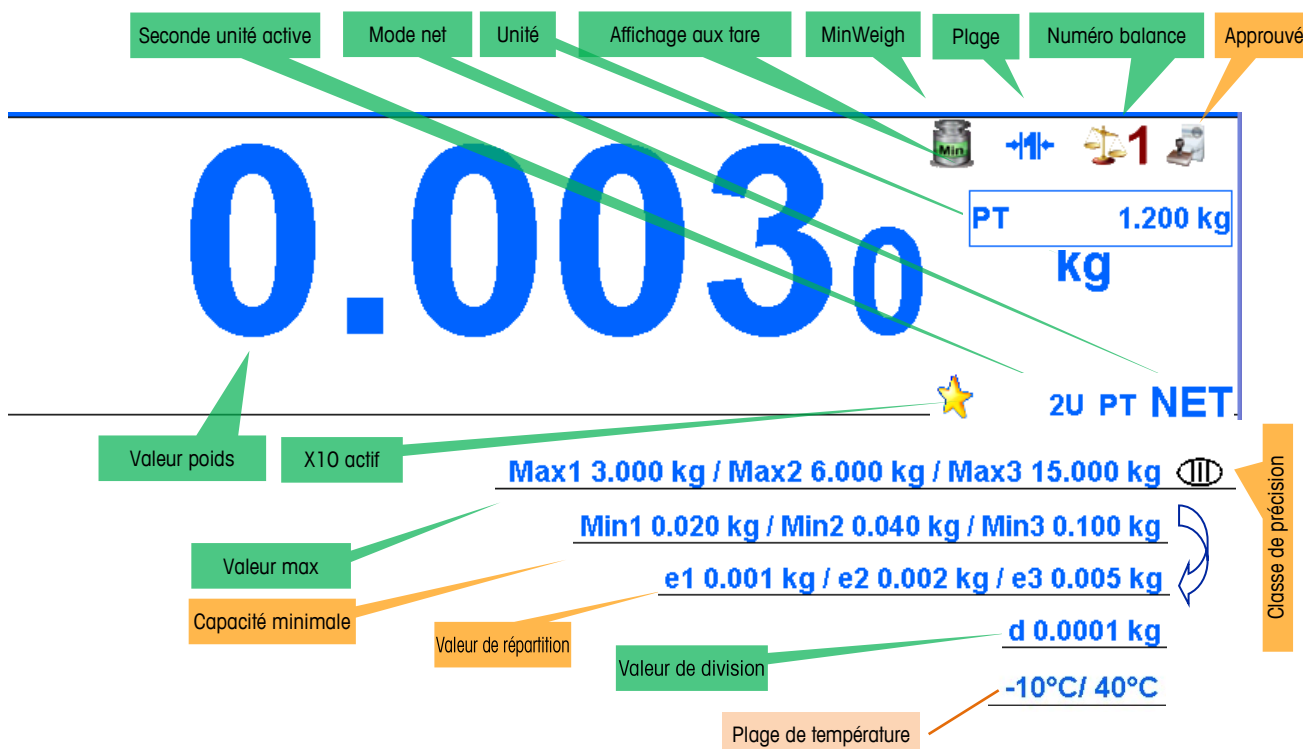 Seconde unité active
Mode net
Unité
Affichage aux tare
MinWeigh
Plage
Numéro balance
Approuvé
Min
1
1
0.0030
PT 1.200 kg
kg
2U PT NET
Valeur poids
X10 actif
Max1 3.000 kg / Max2 6.000 kg / Max3 15.000 kg III
Classe de précision
Valeur max
Min1 0.020 kg / Min2 0.040 kg / Min3 0.100 kg
Capacité minimale
e1 0.001 kg / e2 0.002 kg / e3 0.005 kg
Valeur de répartition
d 0.0001 kg
Valeur de division
-10°C/ 40°C
Plage de température